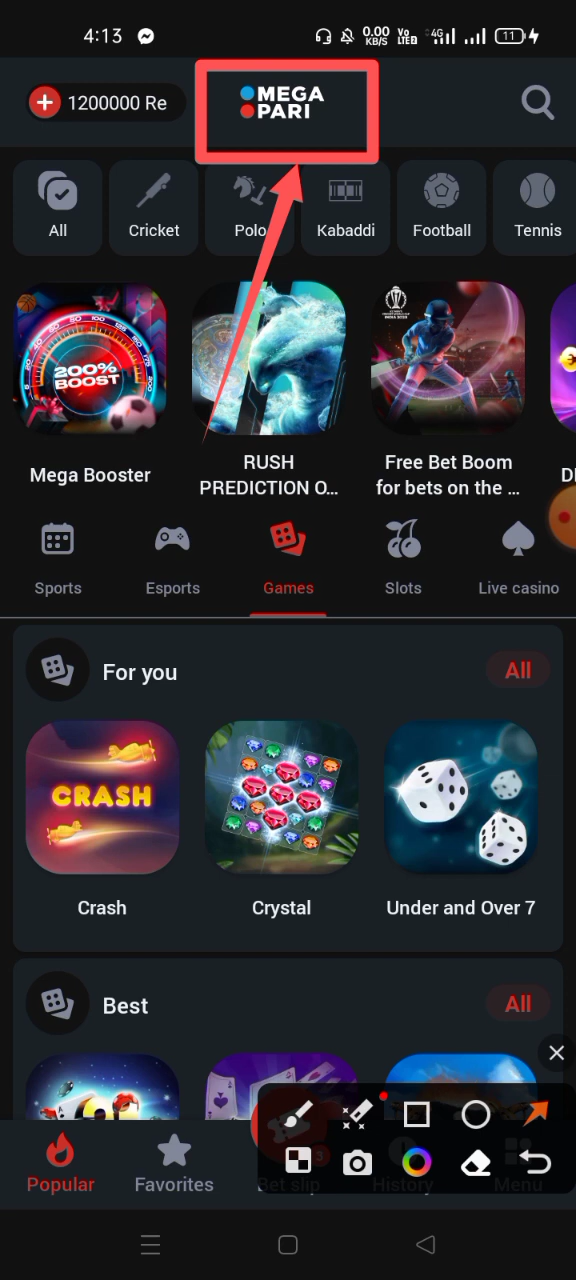 4:13
0.00
KB/S
Vo
LTE
4G
11
1200000 Re
MEGA
PARI
All
Cricket
Polo
Kabaddi
Football
Tennis
200%
BOOST
Mega Booster
RUSH
PREDICTION O...
Free Bet Boom
for bets on the ...
Sports
Esports
Games
Slots
Live casino
For you
All
CRASH
Crash
Crystal
Under and Over 7
Best
All
Popular
Favorites
Bet slip
3
History
Menu